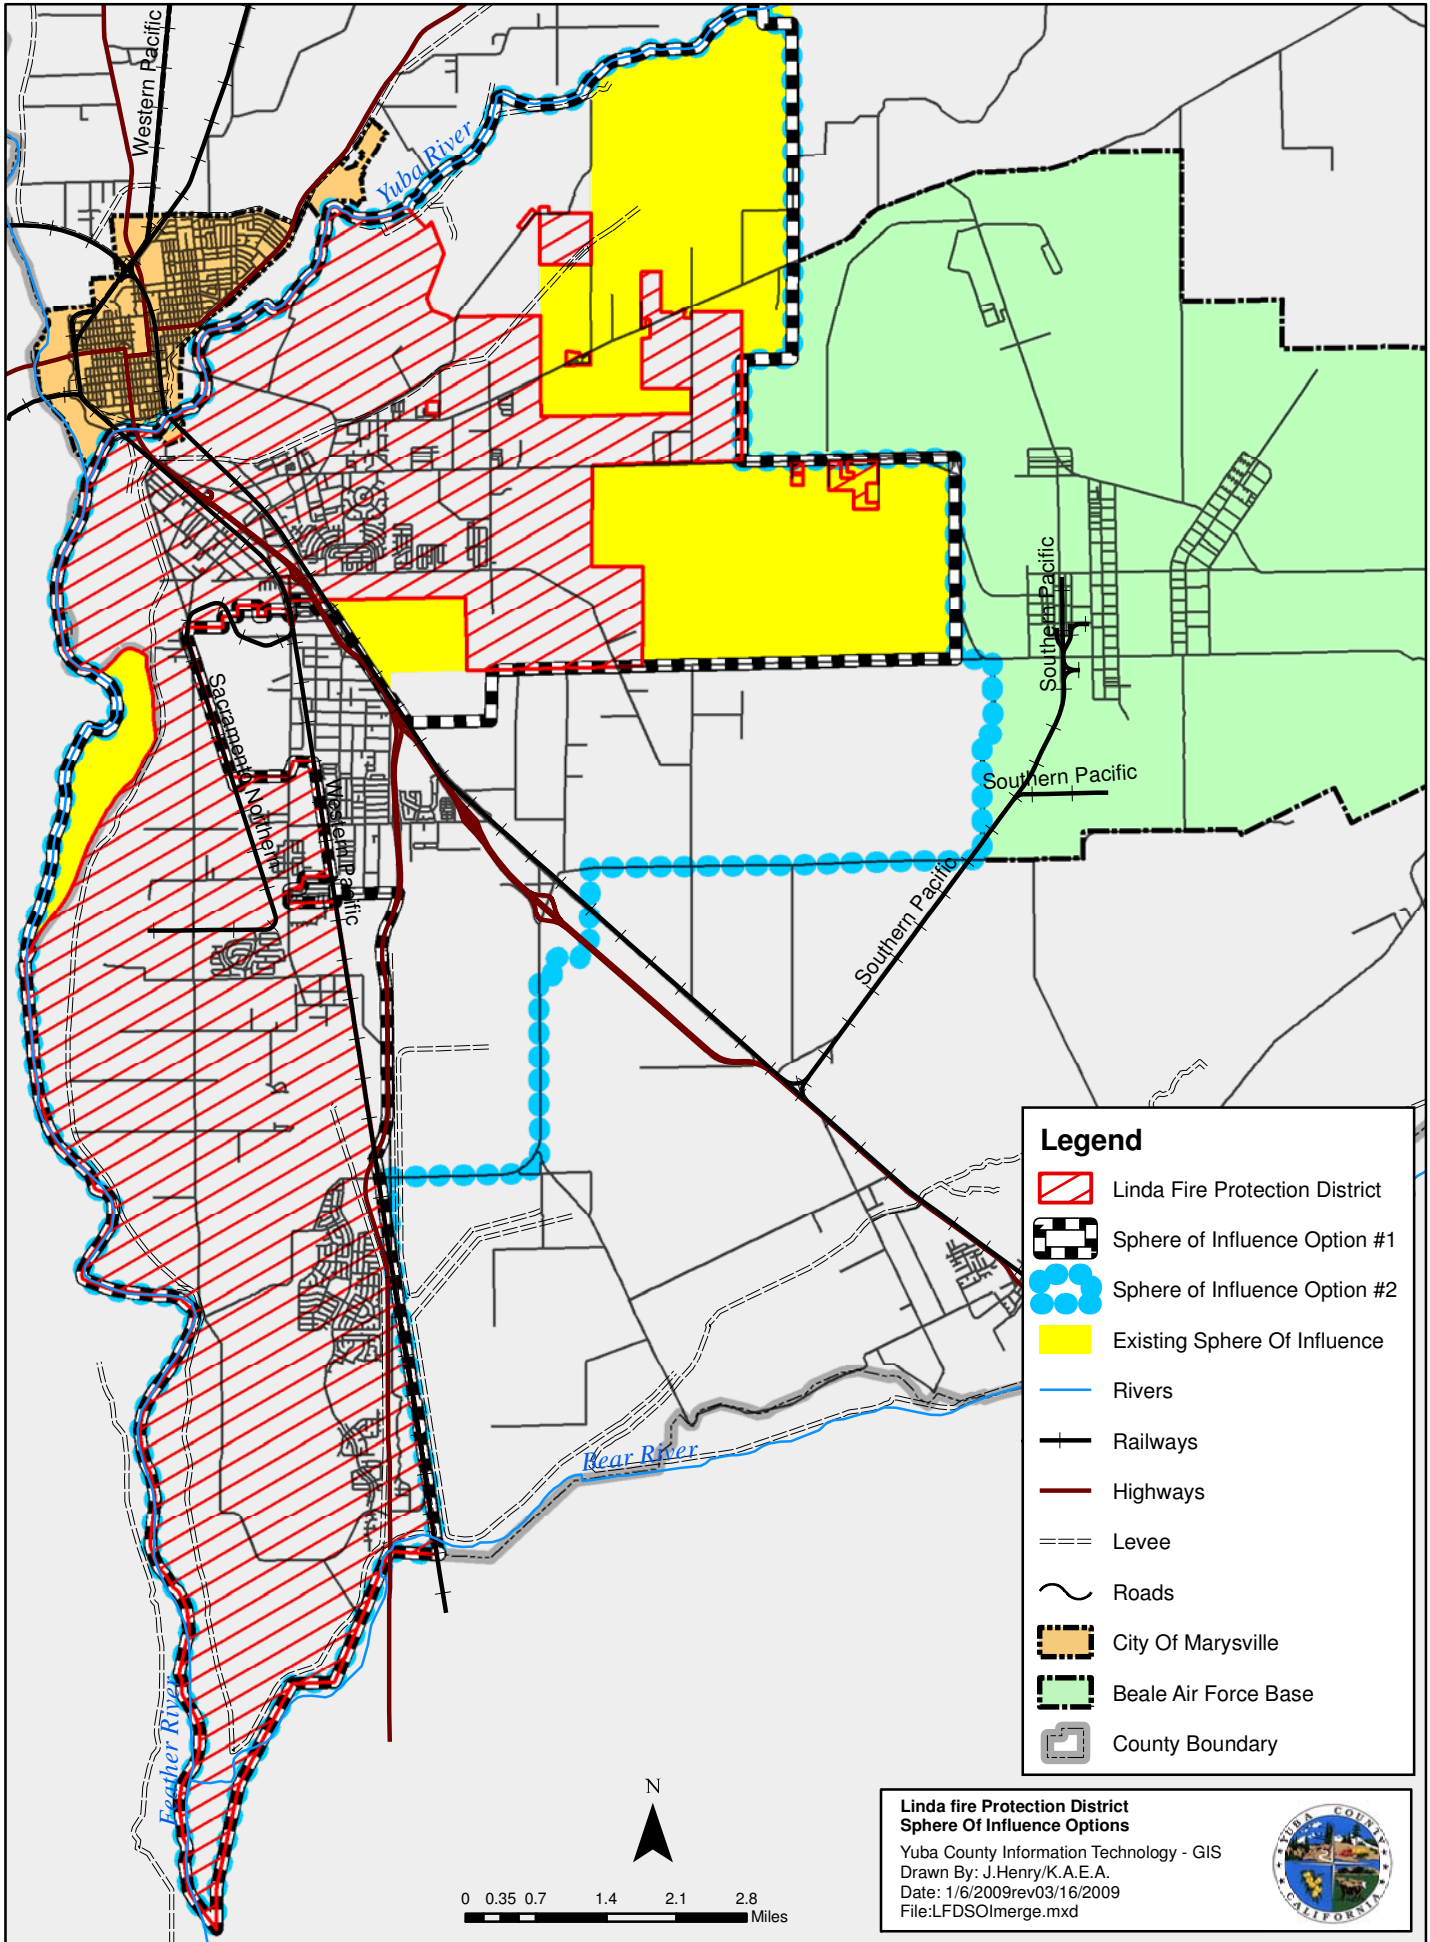 Western Pacific
Yuba River
Southern Pacific
Sacramento Northern
Western Pacific
Southern Pacific
Southern Pacific
Bear River
Feather River
Legend
Linda Fire Protection District
Sphere of Influence Option #1
Sphere of Influence Option #2
Existing Sphere Of Influence
Rivers
Railways
Highways
Levee
Roads
City Of Marysville
Beale Air Force Base
County Boundary
N
0 0.35 0.7 1.4 2.1 2.8
Miles
Linda fire Protection District
Sphere Of Influence Options
Yuba County Information Technology - GIS
Drawn By: J.Henry/K.A.E.A.
Date: 1/6/2009rev03/16/2009
File:LFDSOImerge.mxd
YUBA COUNTY
CALIFORNIA